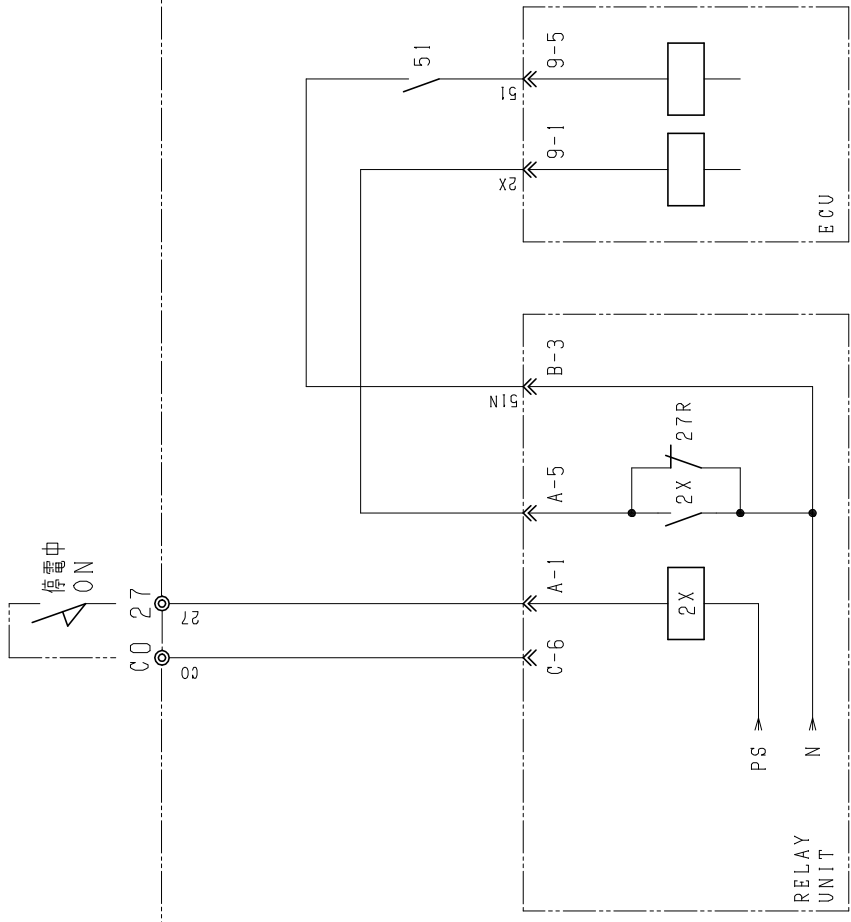 停電中
ON
CO
27
27
CO
51
51
9-5
2X
9-1
ECU
51N
B-3
27R
A-5
2X
A-1
2X
C-6
PS
N
RELAY
UNIT